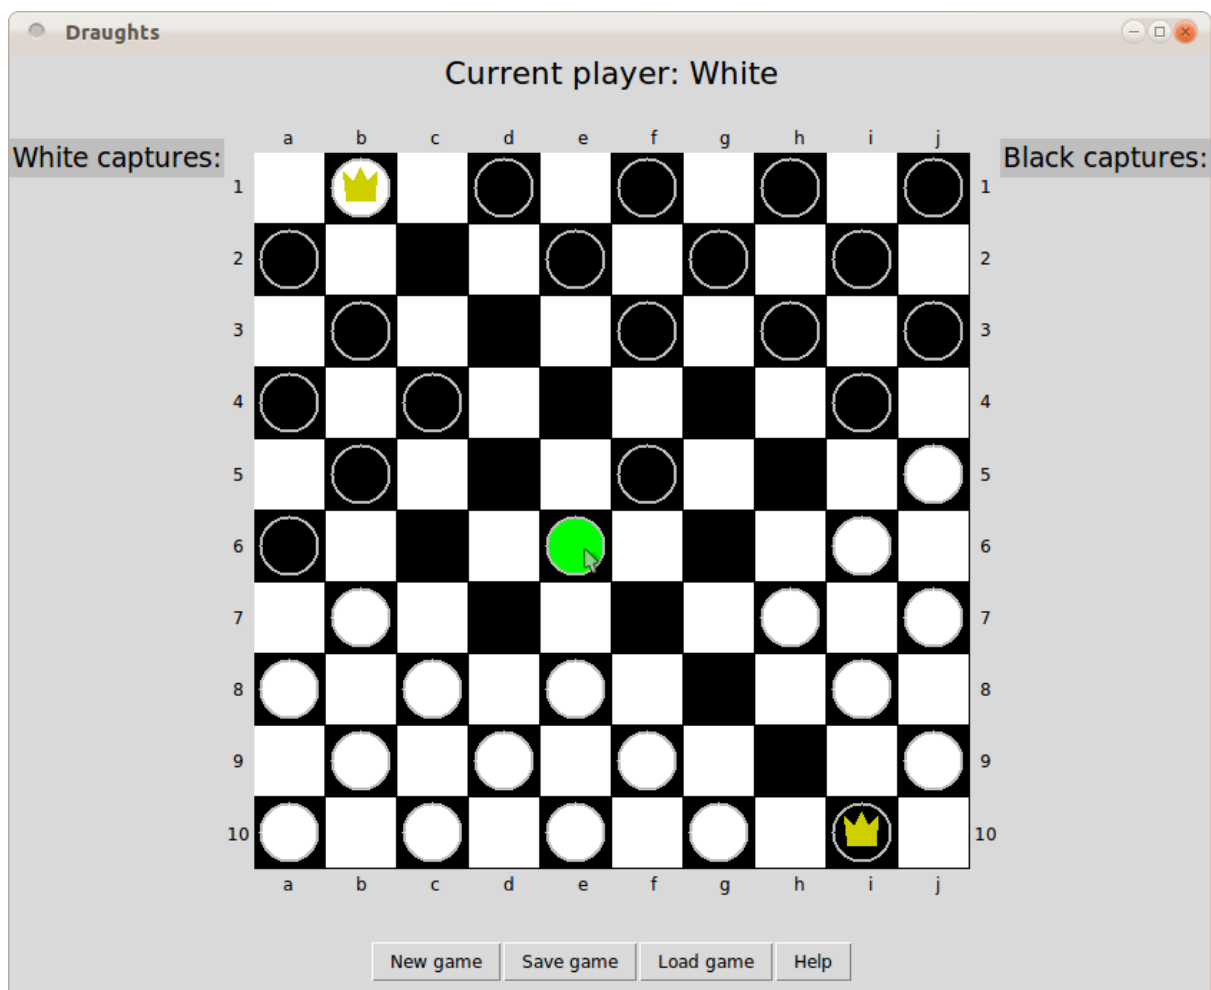 Draughts
Current player: White
White captures:
Black captures:
a b c d e f g h i j
1 1
2 2
3 3
4 4
5 5
6 6
7 7
8 8
9 9
10 10
a b c d e f g h i j
New game Save game Load game Help